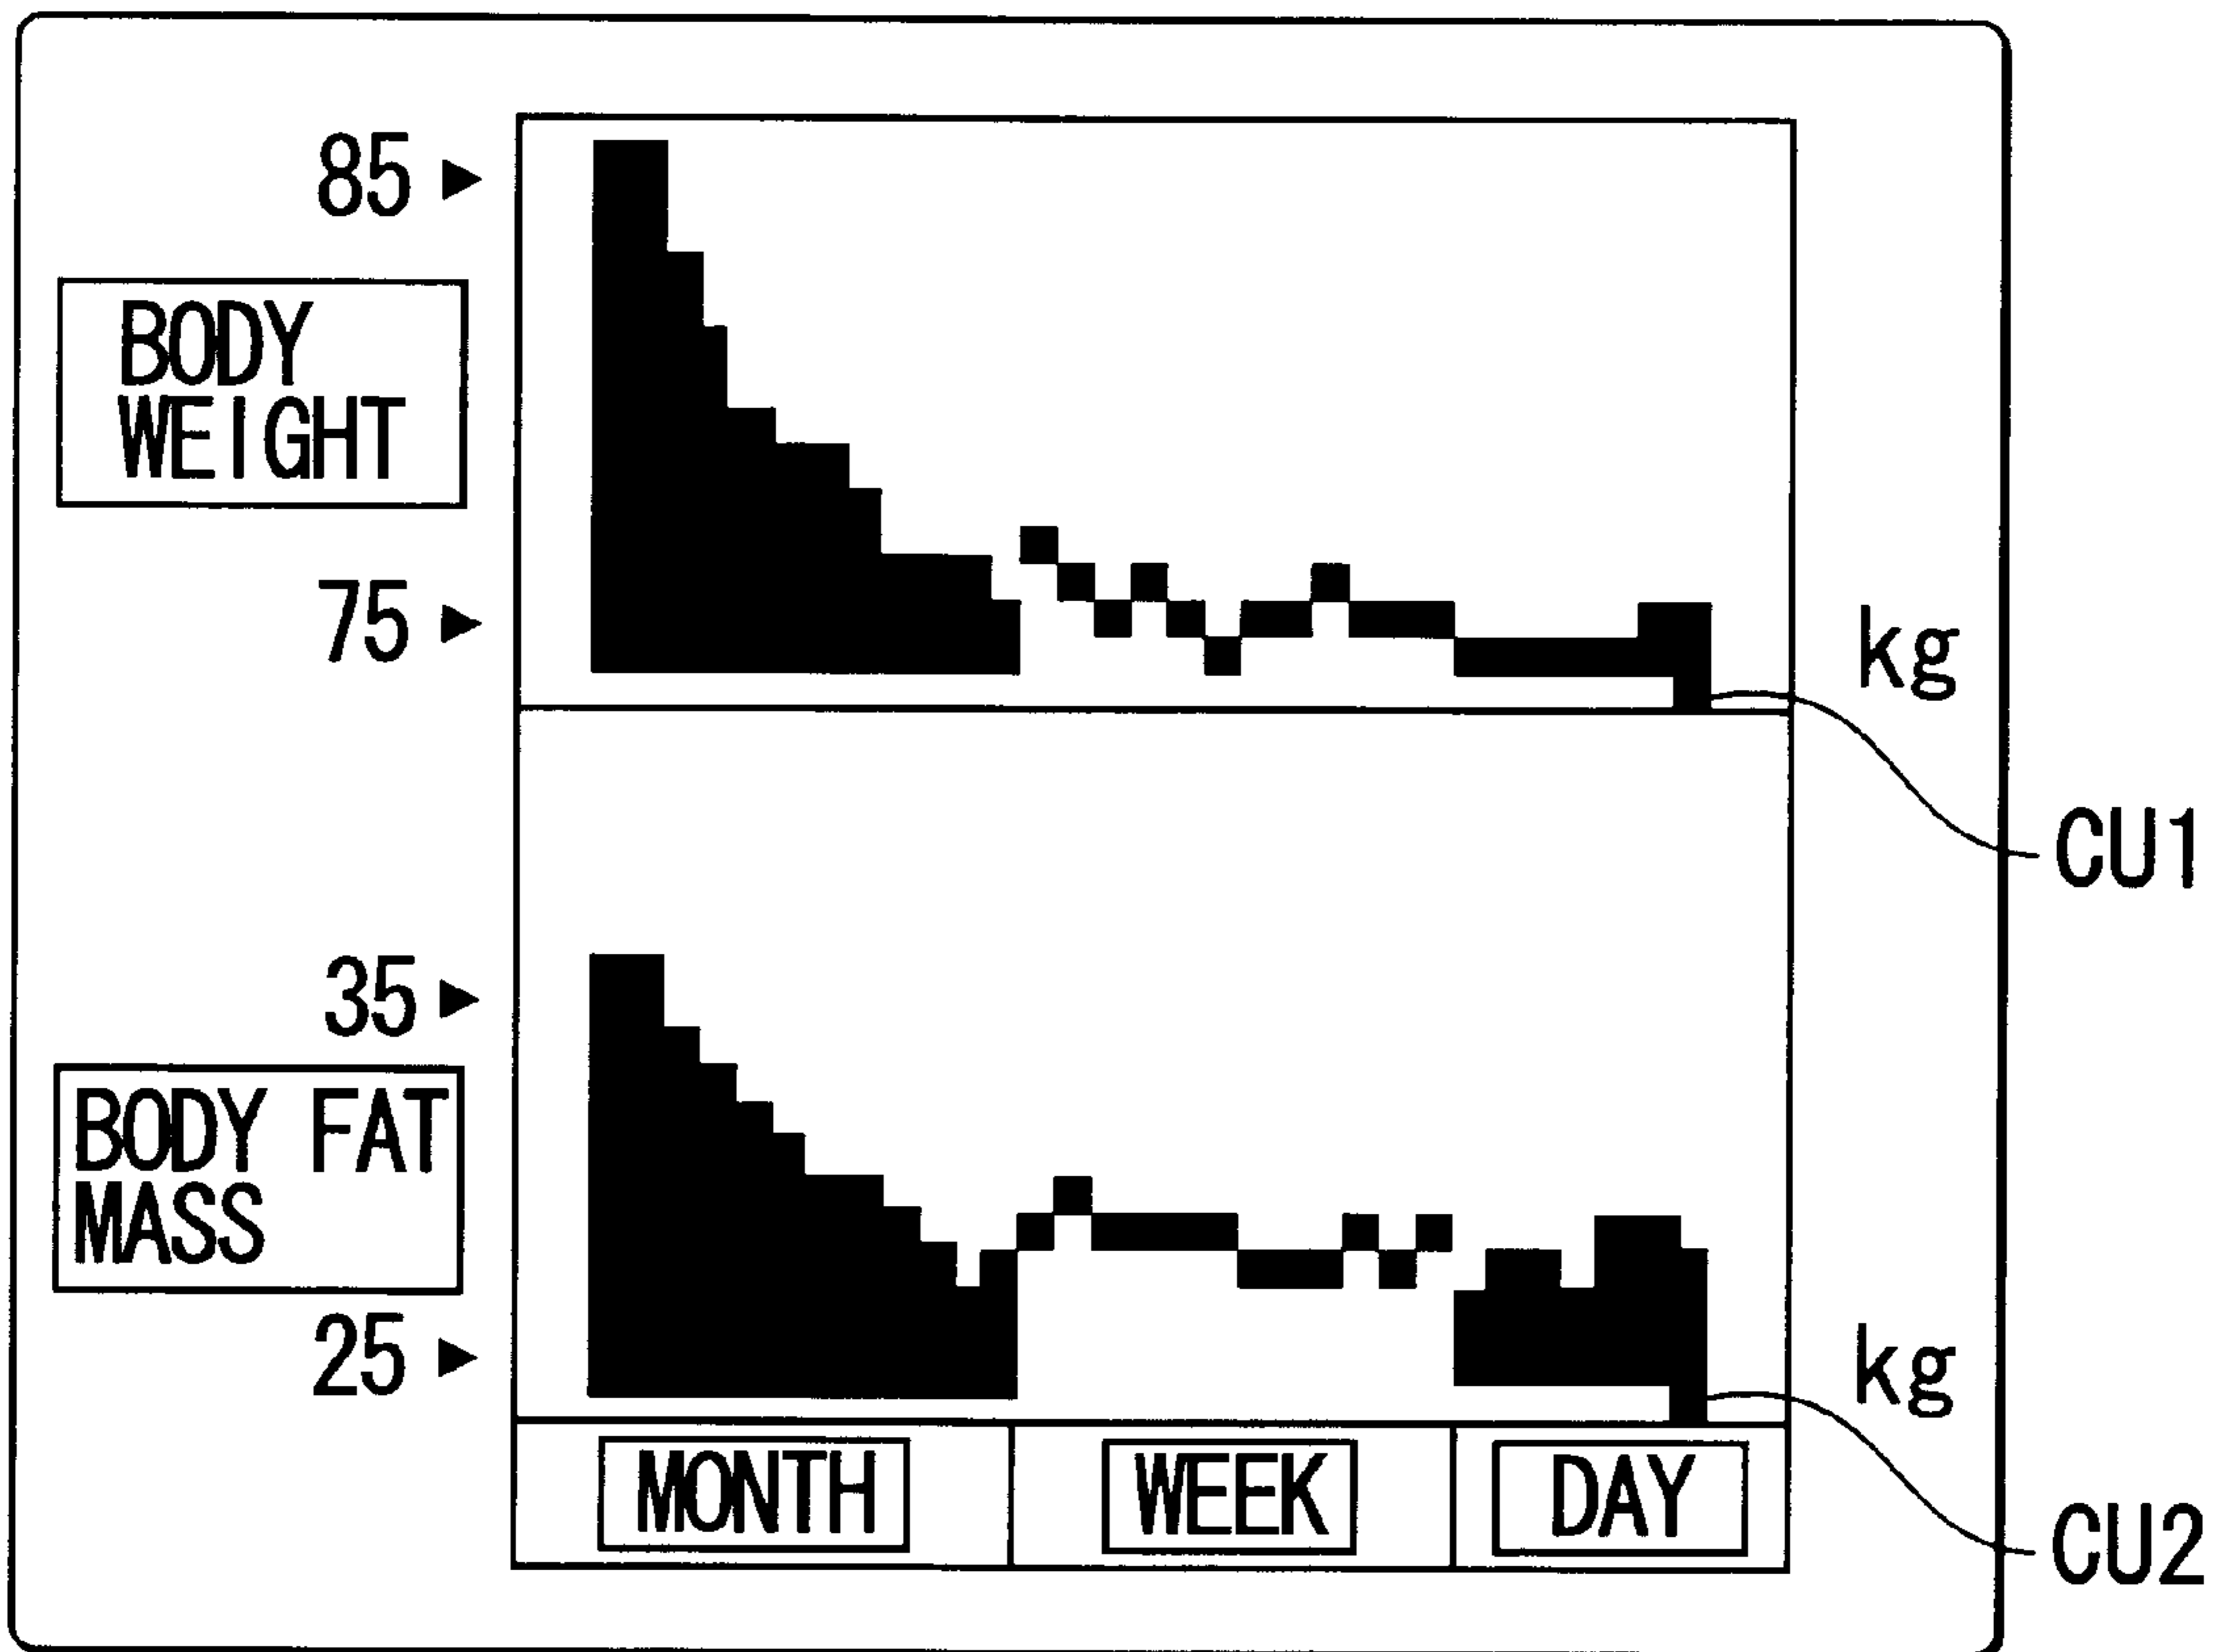 85
BODY
WEIGHT
75
kg
CU1
35
BODY FAT
MASS
25
kg
MONTH WEEK DAY
CU2